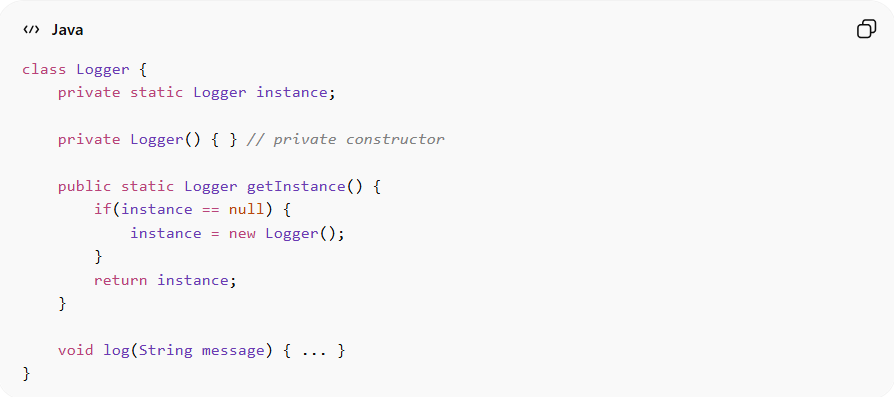 </> Java
class Logger {
    private static Logger instance;

    private Logger() { } // private constructor

    public static Logger getInstance() {
        if(instance == null) {
            instance = new Logger();
        }
        return instance;
    }

    void log(String message) { ... }
}